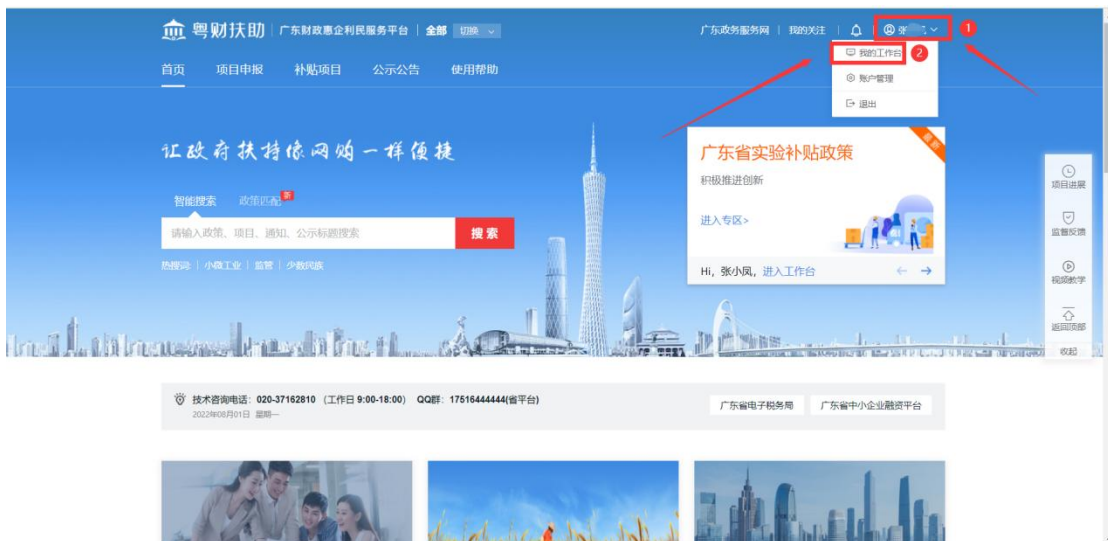 粤财扶助 广东财政惠企利民服务平台 全部 切换
广东政务服务网 我的关注 张 1
我的工作台 2
账户管理
退出
首页 项目申报 补贴项目 公示公告 使用帮助
让政府扶持像网购一样便捷
智能搜索 政策匹配 新
请输入政策、项目、通知、公示标题搜索 搜索
热搜词 小微工业 监管 少数民族
最新
广东省实验补贴政策
积极推进创新
进入专区>
Hi, 张小凤, 进入工作台
项目进展
监督反馈
视频教学
返回顶部
收起
技术咨询电话: 020-37162810 (工作日 9:00-18:00) QQ群: 17516444444(省平台)
2022年08月01日 星期一
广东省电子税务局 广东省中小企业融资平台